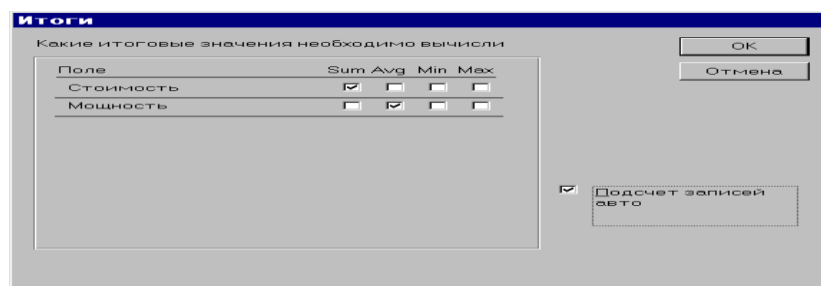 Итоги
Какие итоговые значения необходимо вычисли
OK
Отмена
Поле Sum Avg Min Max
Стоимость
Мощность
Подсчет записей
авто